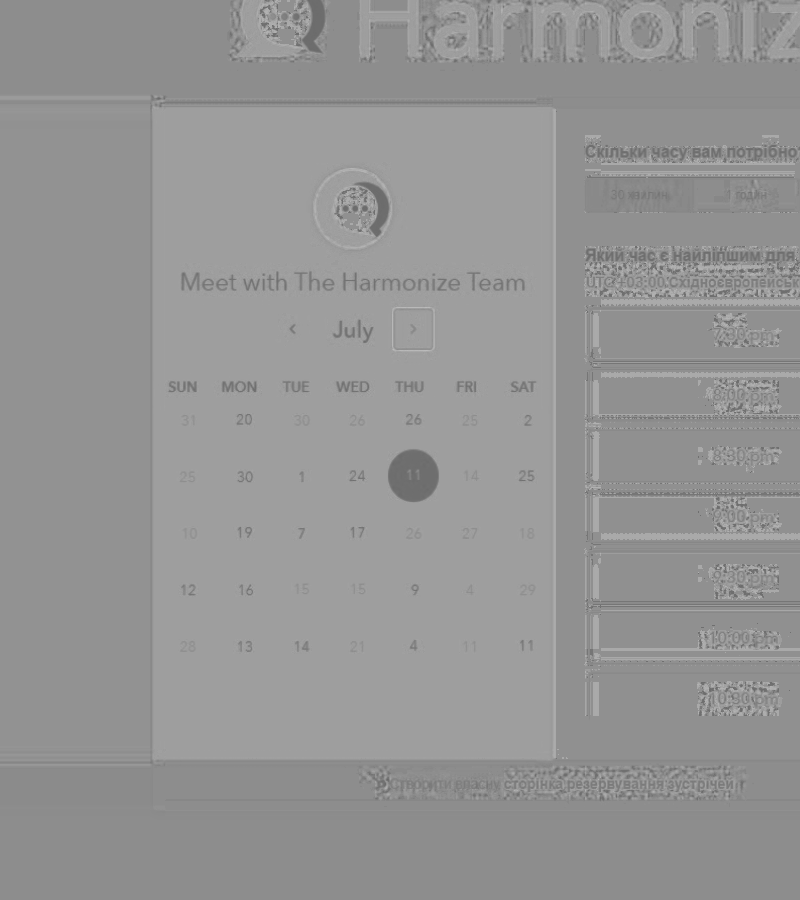 Harmoniz
Meet with The Harmonize Team
‹ July ›
SUN MON TUE WED THU FRI SAT
31 20 30 26 26 25 2
25 30 1 24 11 14 25
10 19 7 17 26 27 18
12 16 15 15 9 4 29
28 13 14 21 4 11 11
Скільки часу вам потрібно?
30 хвилин 1 годин
Який час є найліпшим для
UTC+03:00 Східноєвропейськ
7:30 pm
8:00 pm
8:30 pm
9:00 pm
9:30 pm
10:00 pm
10:30 pm
Створити власну сторінка резервування зустрічей